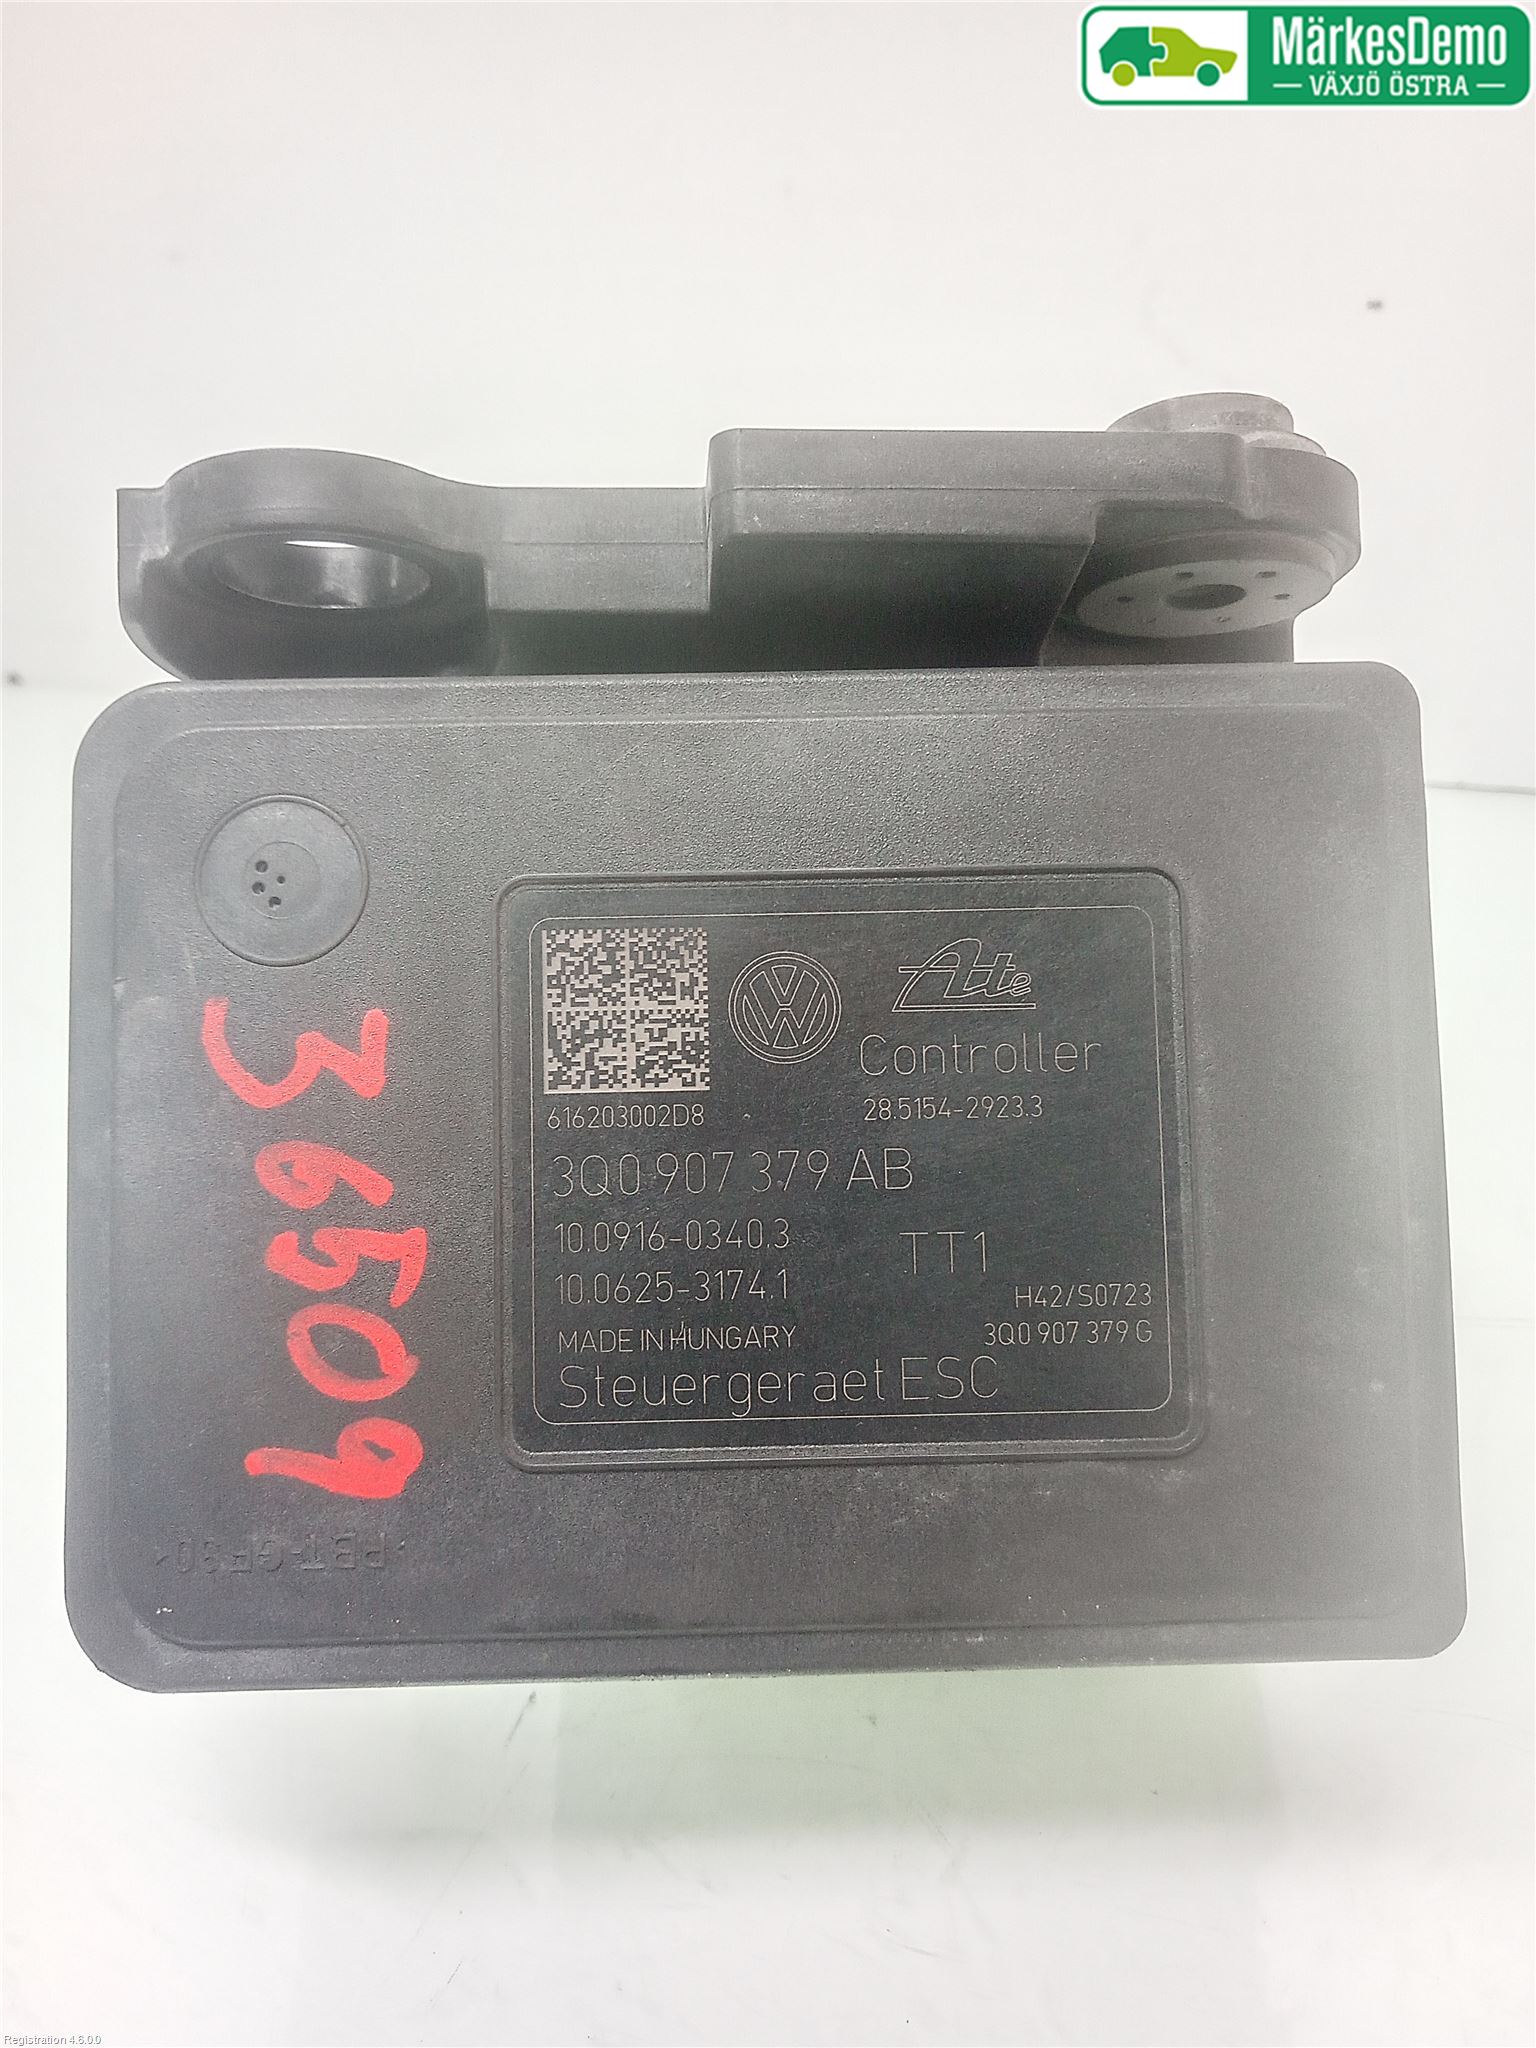 MärkesDemo
VÄXJÖ ÖSTRA
Ate
Controller
616203002D8
28.5154-2923.3
3Q0 907 379 AB
10.0916-0340.3
TT1
10.0625-3174.1
H42/S0723
MADE IN HUNGARY
3Q0 907 379 G
Steuergeraet ESC
36509
Registration 4.6.0.0